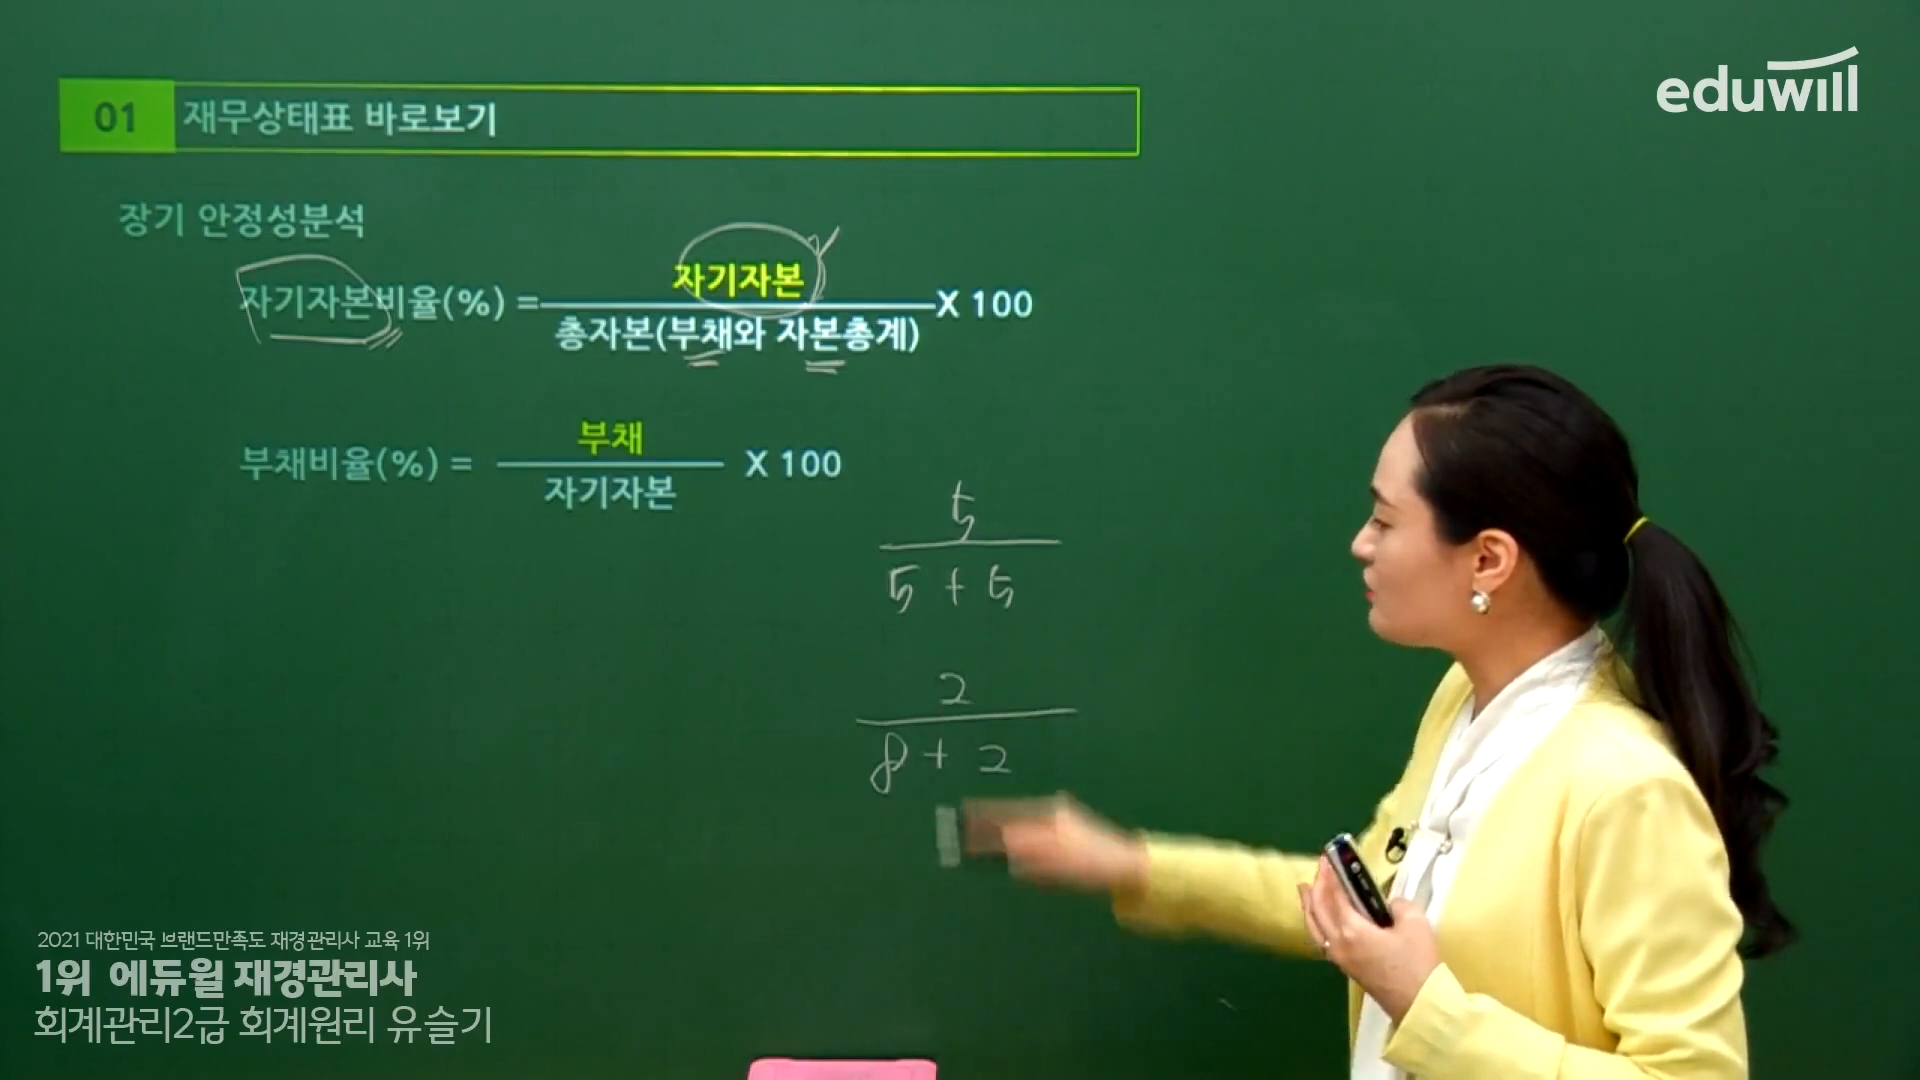 eduwill
01 재무상태표 바로보기
장기 안정성분석
자기자본
자기자본비율(%) = X 100
총자본(부채와 자본총계)
부채
부채비율(%) = X 100
자기자본
5
5 + 5
2
8 + 2
2021 대한민국 브랜드만족도 재경관리사 교육 1위
1위 에듀윌 재경관리사
회계관리2급 회계원리 유슬기